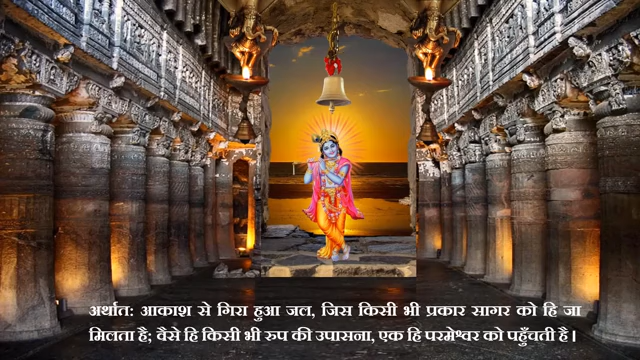 अर्थात: आकाश से गिरा हुआ जल, जिस किसी भी प्रकार सागर को हि जा
मिलता है; वैसे हि किसी भी रुप की उपासना, एक हि परमेश्वर को पहुँचती है।